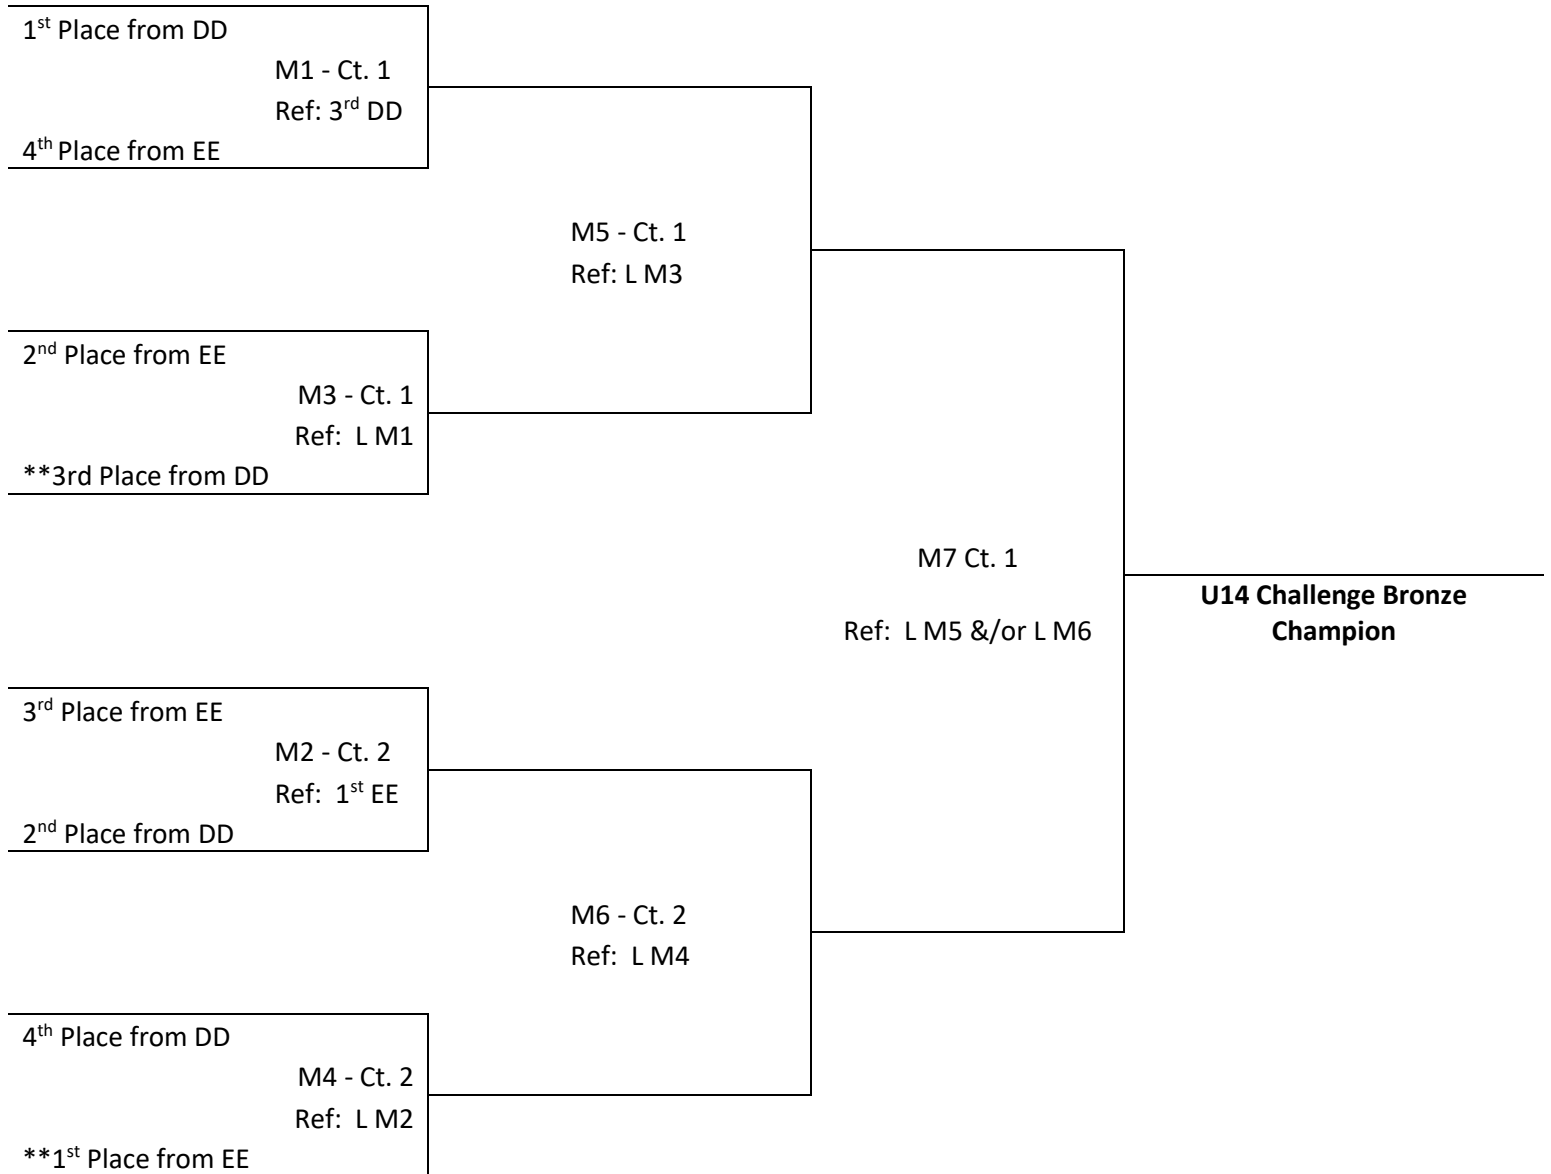 1st Place from DD
M1 - Ct. 1
Ref: 3rd DD
4th Place from EE
M5 - Ct. 1
Ref: L M3
2nd Place from EE
M3 - Ct. 1
Ref: L M1
**3rd Place from DD
M7 Ct. 1
Ref: L M5 &/or L M6
U14 Challenge Bronze
Champion
3rd Place from EE
M2 - Ct. 2
Ref: 1st EE
2nd Place from DD
M6 - Ct. 2
Ref: L M4
4th Place from DD
M4 - Ct. 2
Ref: L M2
**1st Place from EE